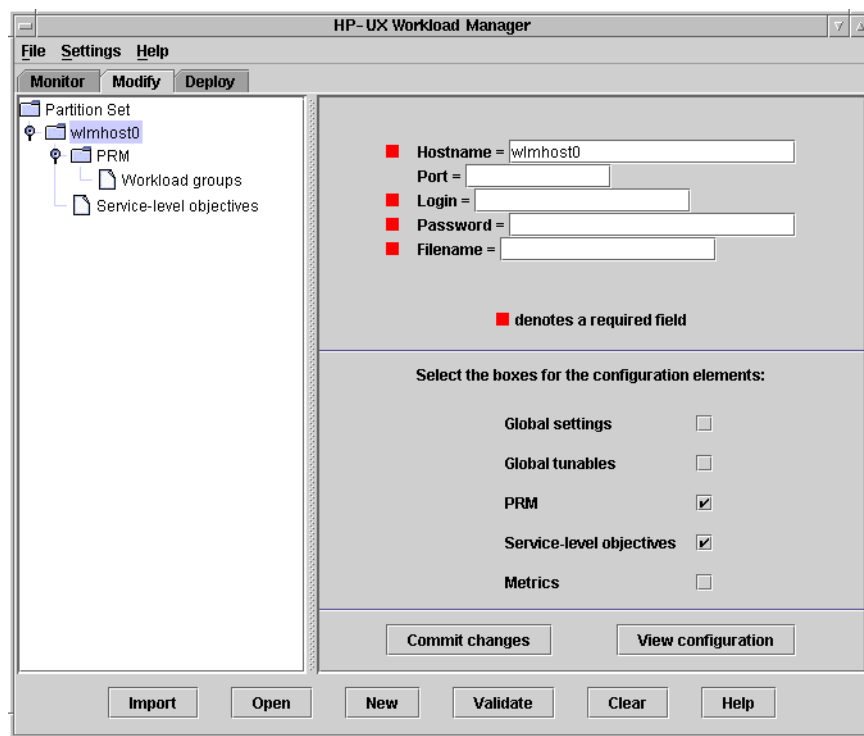 HP-UX Workload Manager
File Settings Help
Monitor Modify Deploy
Partition Set
wlmhost0
PRM
Workload groups
Service-level objectives
Hostname = wlmhost0
Port =
Login =
Password =
Filename =
denotes a required field
Select the boxes for the configuration elements:
Global settings
Global tunables
PRM
Service-level objectives
Metrics
Commit changes View configuration
Import Open New Validate Clear Help